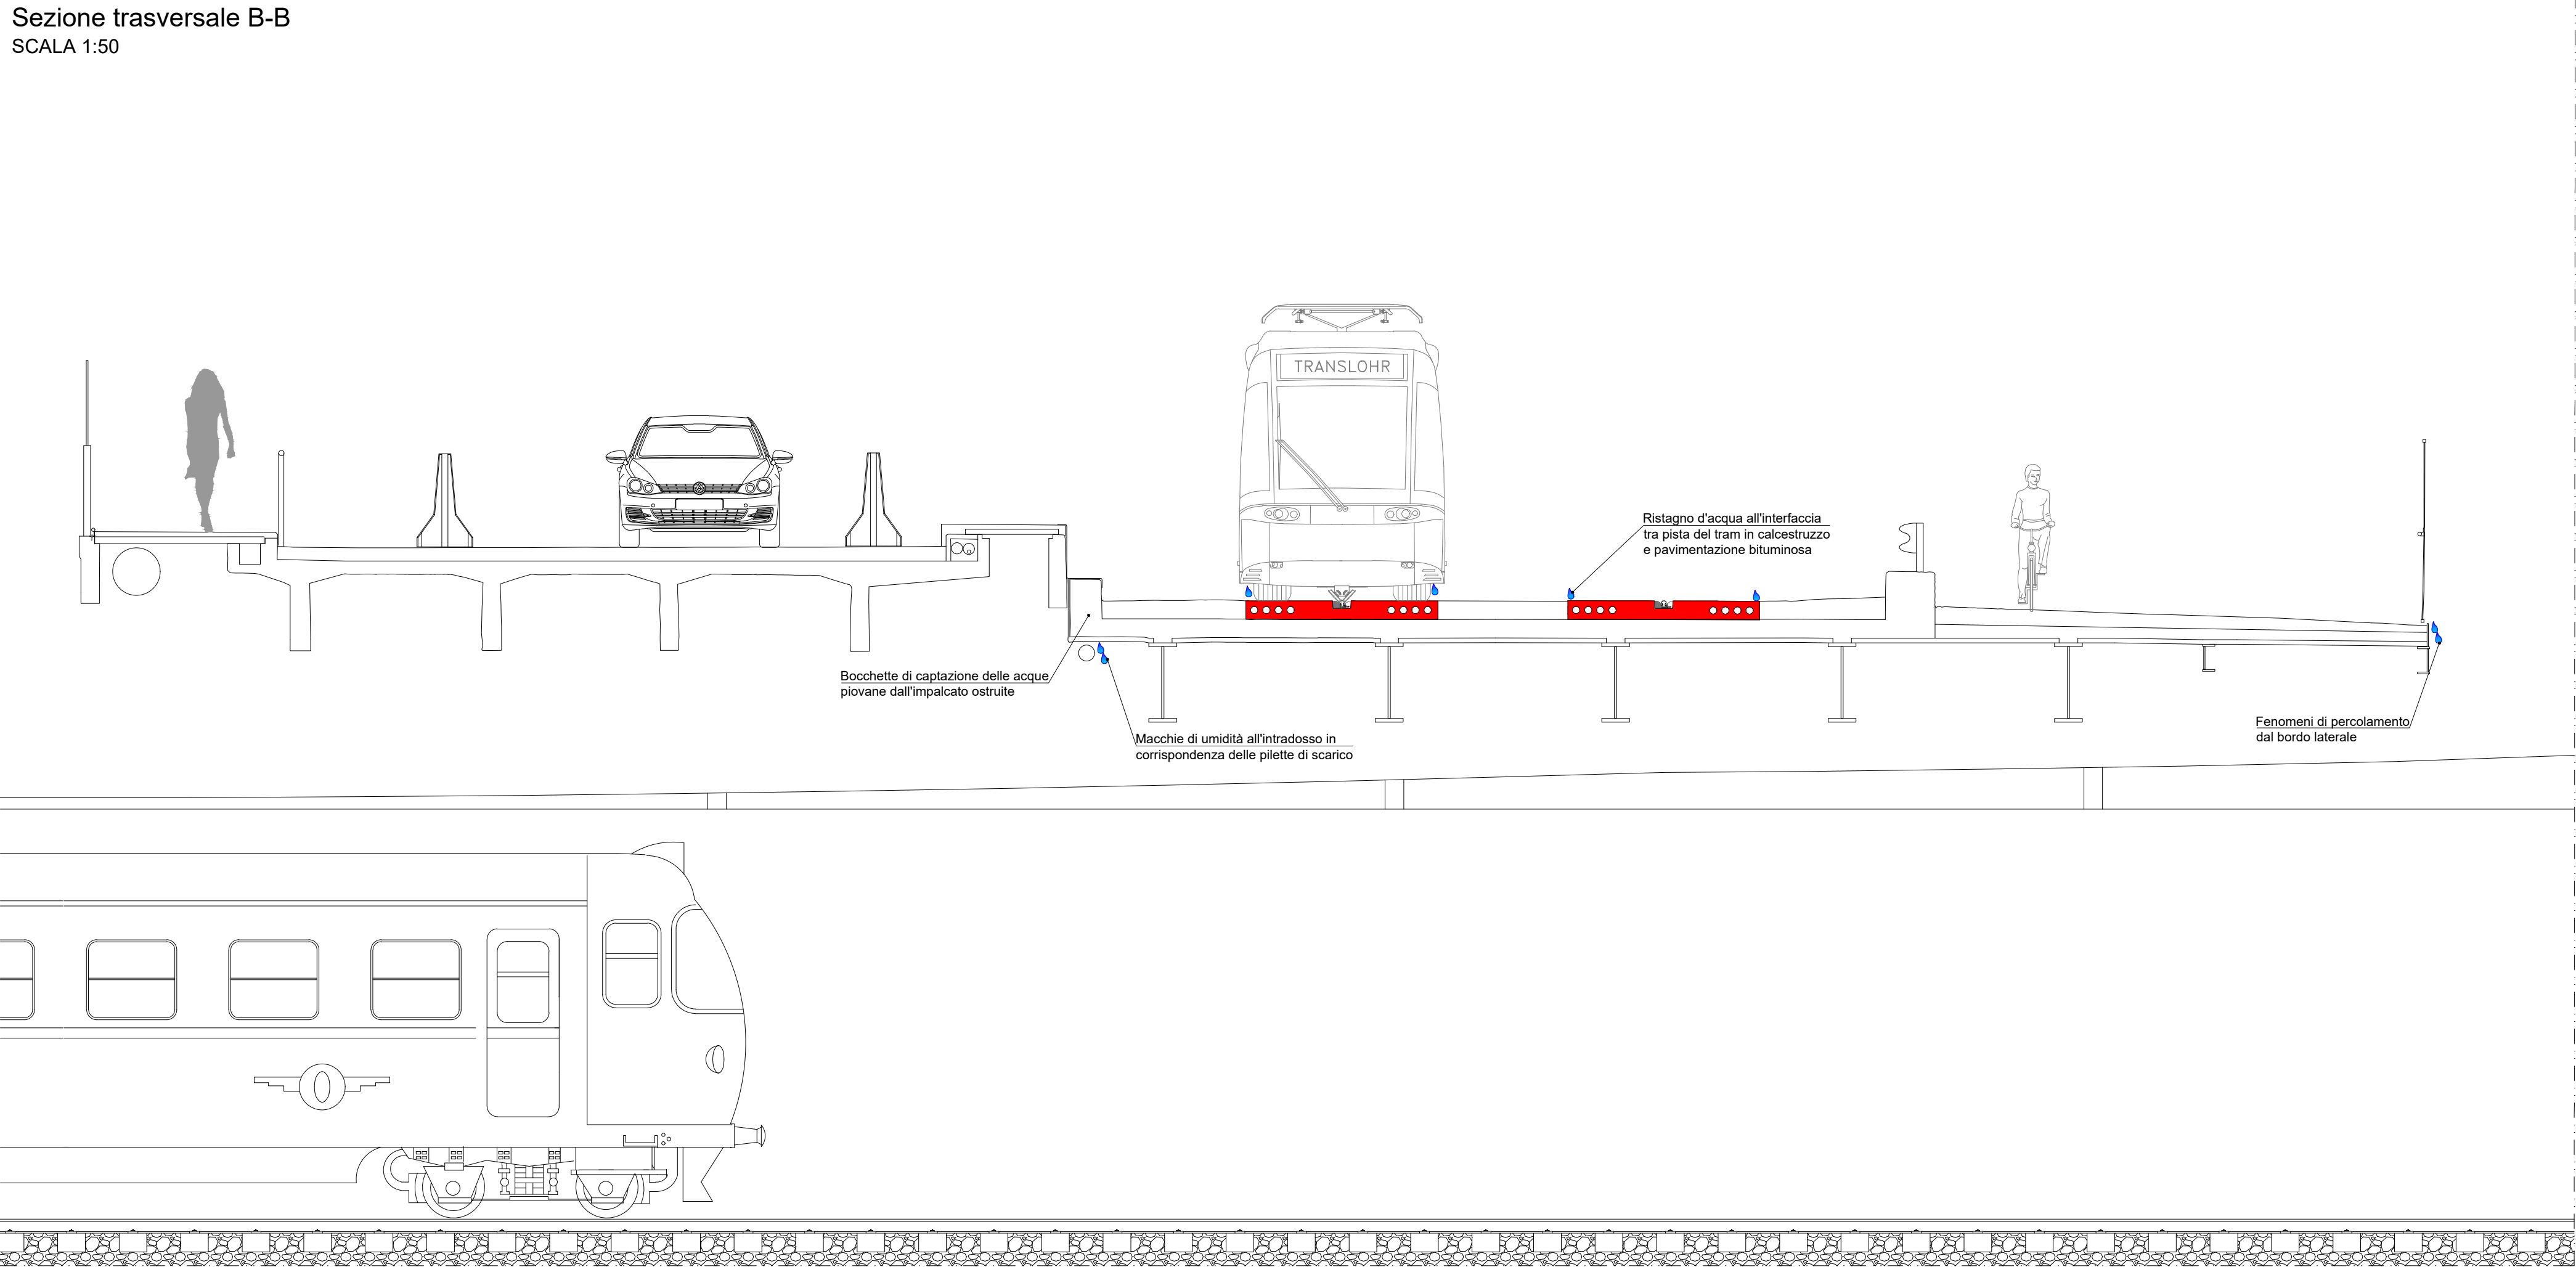 Sezione trasversale B-B
SCALA 1:50
TRANSLOHR
Ristagno d'acqua all'interfaccia
tra pista del tram in calcestruzzo
e pavimentazione bituminosa
Bocchette di captazione delle acque
piovane dall'impalcato ostruite
Macchie di umidità all'intradosso in
corrispondenza delle pilette di scarico
Fenomeni di percolamento
dal bordo laterale